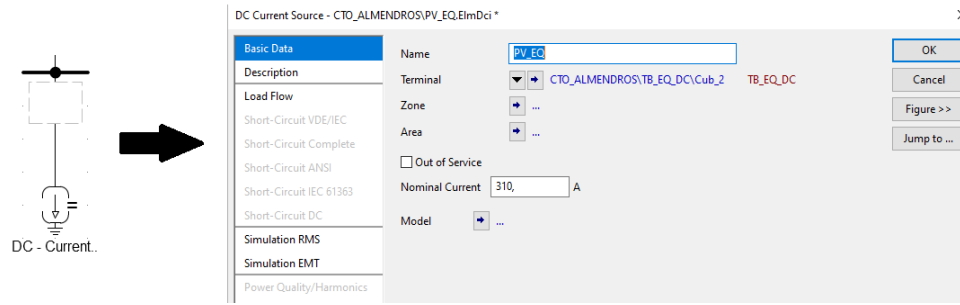 DC Current Source - CTO_ALMENDROS\PV_EQ.ElmDci *
Basic Data
Description
Load Flow
Short-Circuit VDE/IEC
Short-Circuit Complete
Short-Circuit ANSI
Short-Circuit IEC 61363
Short-Circuit DC
Simulation RMS
Simulation EMT
Power Quality/Harmonics
Name PV_EQ
Terminal CTO_ALMENDROS\TB_EQ_DC\Cub_2 TB_EQ_DC
Zone ...
Area ...
Out of Service
Nominal Current 310, A
Model ...
OK
Cancel
Figure >>
Jump to ...
DC - Current..